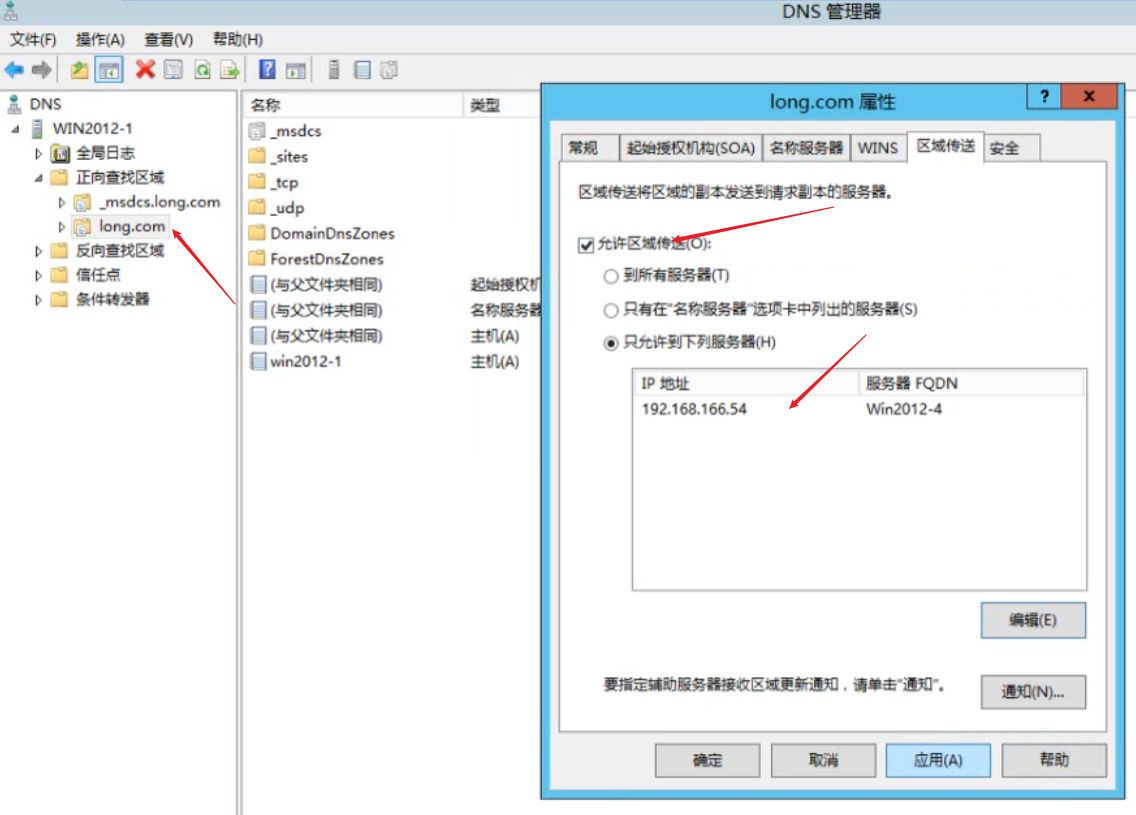 DNS 管理器
文件(F) 操作(A) 查看(V) 帮助(H)
DNS
WIN2012-1
全局日志
正向查找区域
_msdcs.long.com
long.com
反向查找区域
信任点
条件转发器
名称 类型
_msdcs
_sites
_tcp
_udp
DomainDnsZones
ForestDnsZones
(与父文件夹相同) 起始授权机
(与父文件夹相同) 名称服务器
(与父文件夹相同) 主机(A)
win2012-1 主机(A)
long.com 属性
? x
常规 起始授权机构(SOA) 名称服务器 WINS 区域传送 安全
区域传送将区域的副本发送到请求副本的服务器。
允许区域传送(O):
到所有服务器(T)
只有在"名称服务器"选项卡中列出的服务器(S)
只允许到下列服务器(H)
IP 地址 服务器 FQDN
192.168.166.54 Win2012-4
编辑(E)
要指定辅助服务器接收区域更新通知，请单击"通知"。
通知(N)...
确定 取消 应用(A) 帮助